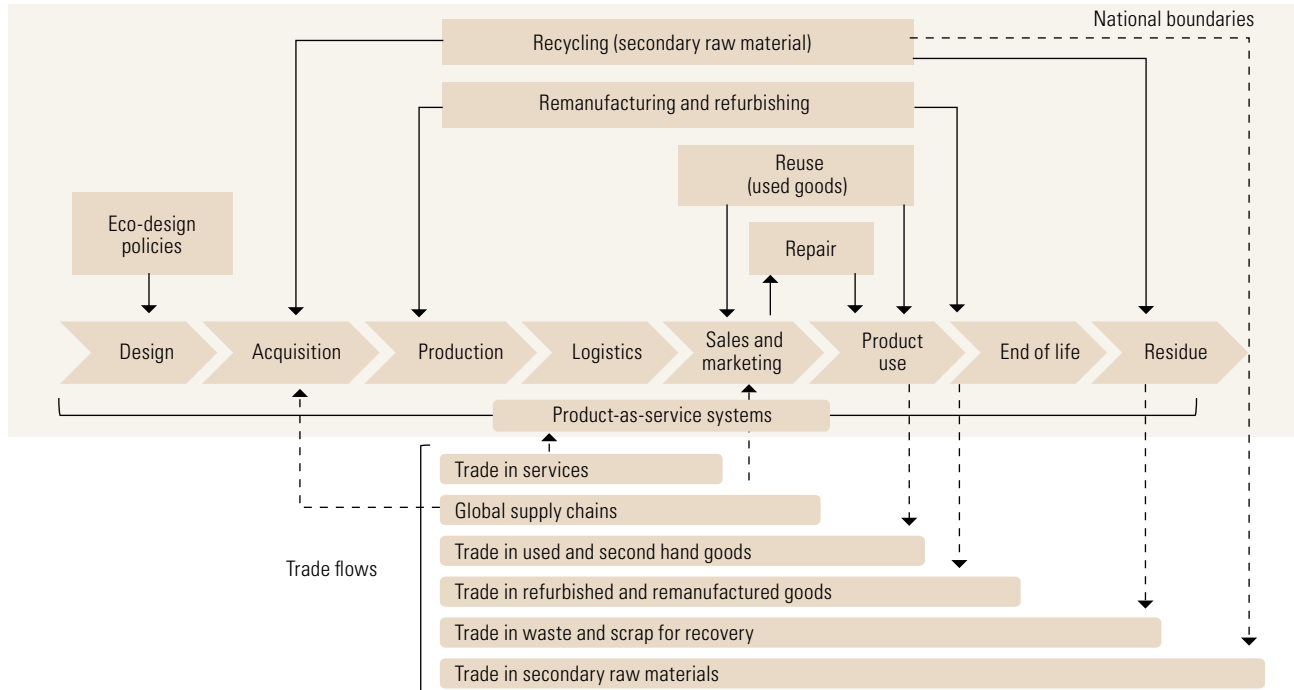 National boundaries
Recycling (secondary raw material)
Remanufacturing and refurbishing
Reuse
(used goods)
Eco-design
policies
Repair
Design
Acquisition
Production
Logistics
Sales and
marketing
Product
use
End of life
Residue
Product-as-service systems
Trade in services
Global supply chains
Trade in used and second hand goods
Trade flows
Trade in refurbished and remanufactured goods
Trade in waste and scrap for recovery
Trade in secondary raw materials